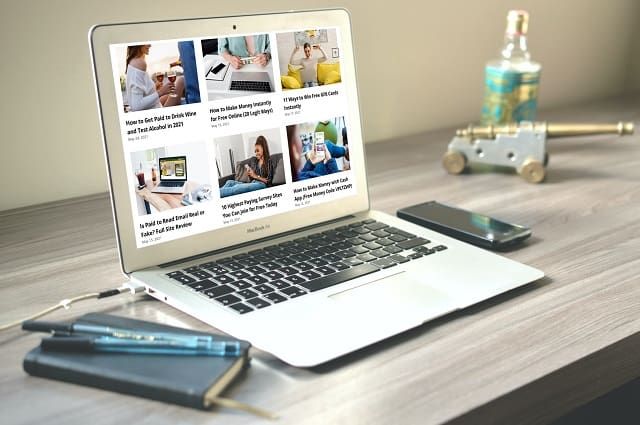 How to Get Paid to Drink Wine
and Test Alcohol in 2021
How to Make Money Instantly
for Free Online (20 Legit Ways)
11 Ways to Win Free Gift Cards
Instantly
Is Paid to Read Email Real or
Fake? Full Site Review
10 Highest Paying Survey Sites
You Can Join for Free Today
How to Make Money with Cash
App (Free Money Code
MacBook Air